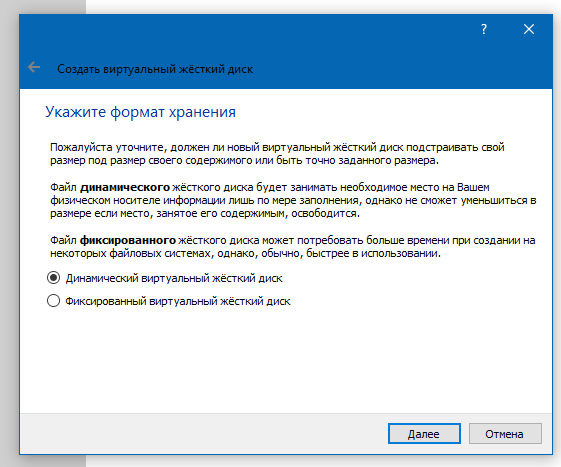 ?
Создать виртуальный жёсткий диск
Укажите формат хранения
Пожалуйста уточните, должен ли новый виртуальный жёсткий диск подстраивать свой
размер под размер своего содержимого или быть точно заданного размера.
Файл динамического жёсткого диска будет занимать необходимое место на Вашем
физическом носителе информации лишь по мере заполнения, однако не сможет уменьшиться в
размере если место, занятое его содержимым, освободится.
Файл фиксированного жёсткого диска может потребовать больше времени при создании на
некоторых файловых системах, однако, обычно, быстрее в использовании.
Динамический виртуальный жёсткий диск
Фиксированный виртуальный жёсткий диск
Далее
Отмена